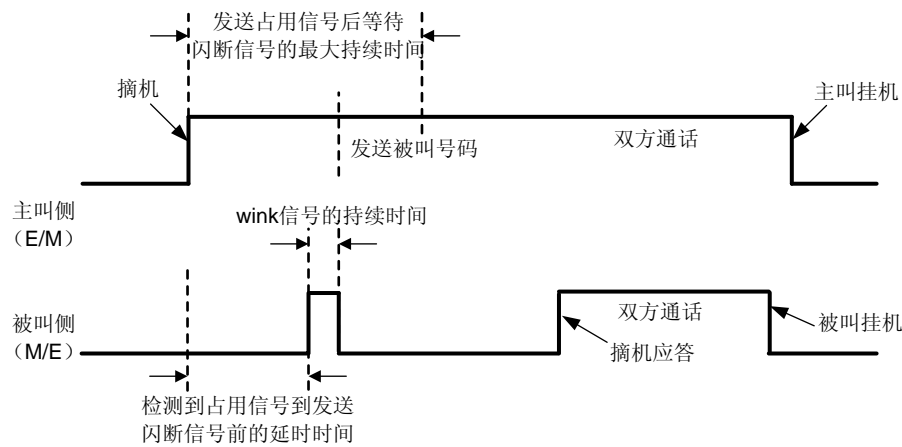 发送占用信号后等待
闪断信号的最大持续时间
摘机
主叫挂机
发送被叫号码
双方通话
主叫侧
（E/M）
wink信号的持续时间
被叫侧
（M/E）
双方通话
被叫挂机
摘机应答
检测到占用信号到发送
闪断信号前的延时时间